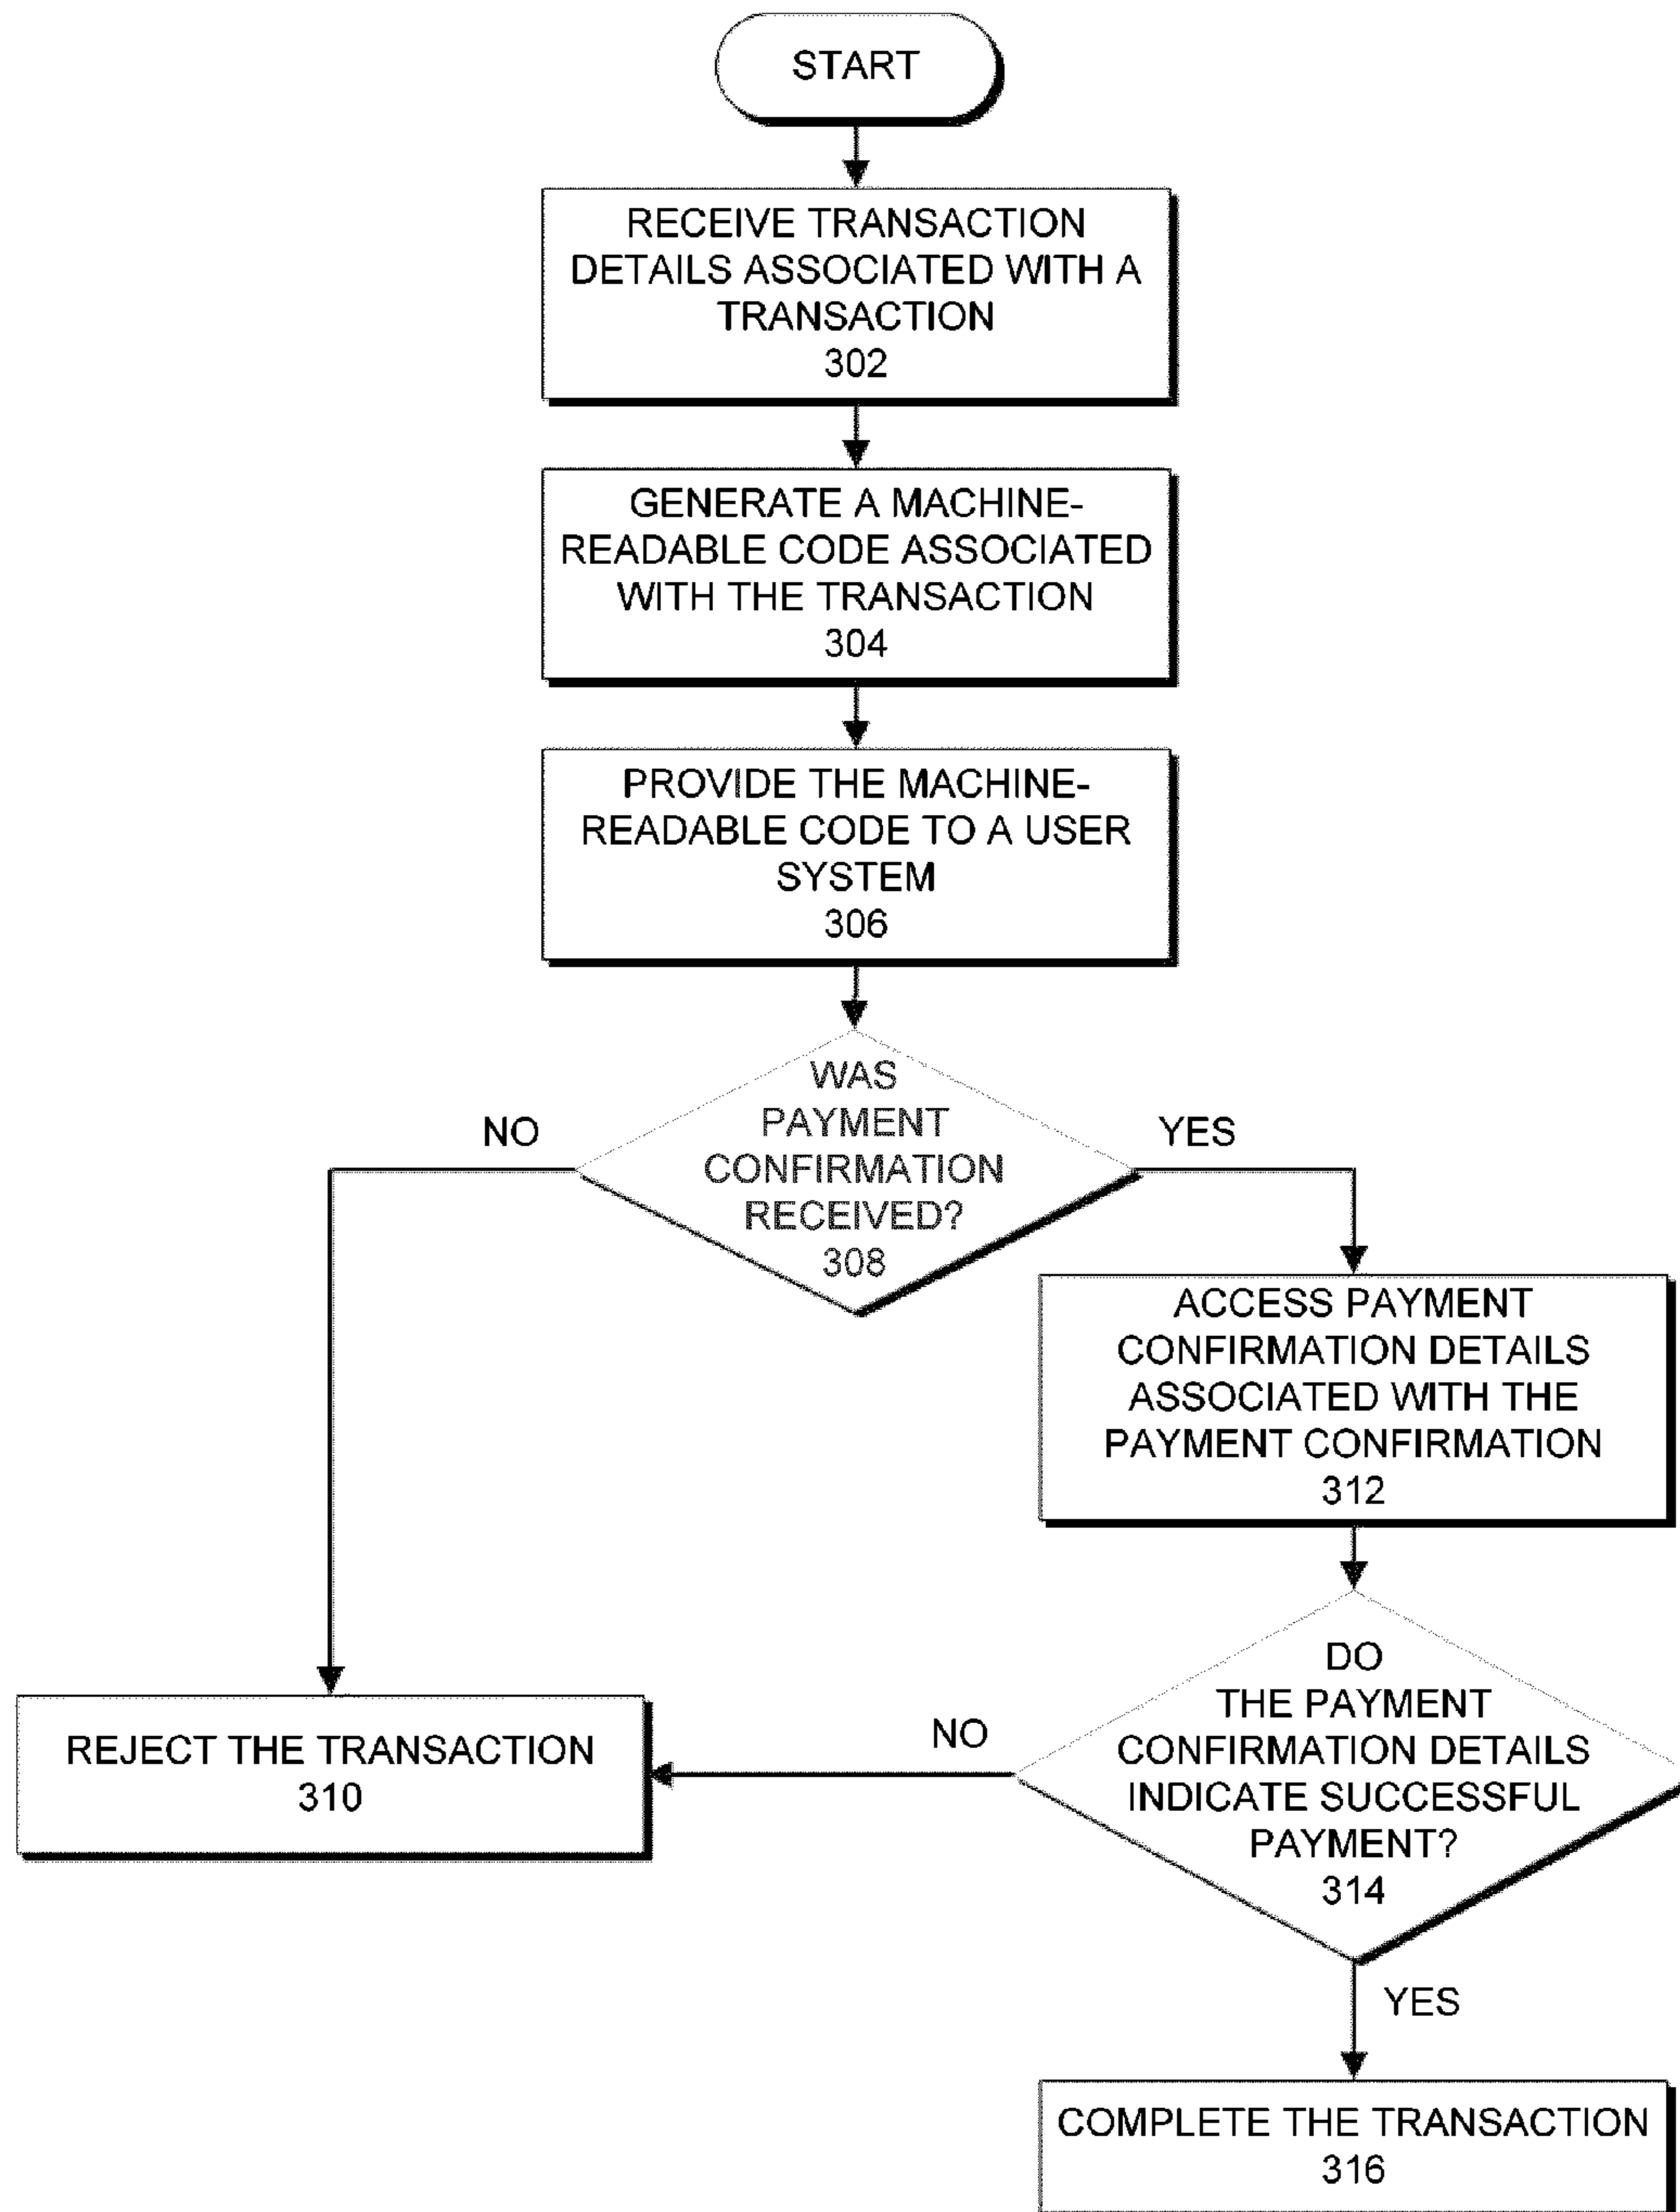 START
RECEIVE TRANSACTION
DETAILS ASSOCIATED WITH A
TRANSACTION
302
GENERATE A MACHINE-
READABLE CODE ASSOCIATED
WITH THE TRANSACTION
304
PROVIDE THE MACHINE-
READABLE CODE TO A USER
SYSTEM
306
WAS
PAYMENT
CONFIRMATION
RECEIVED?
308
NO
YES
ACCESS PAYMENT
CONFIRMATION DETAILS
ASSOCIATED WITH THE
PAYMENT CONFIRMATION
312
DO
THE PAYMENT
CONFIRMATION DETAILS
INDICATE SUCCESSFUL
PAYMENT?
314
NO
REJECT THE TRANSACTION
310
YES
COMPLETE THE TRANSACTION
316